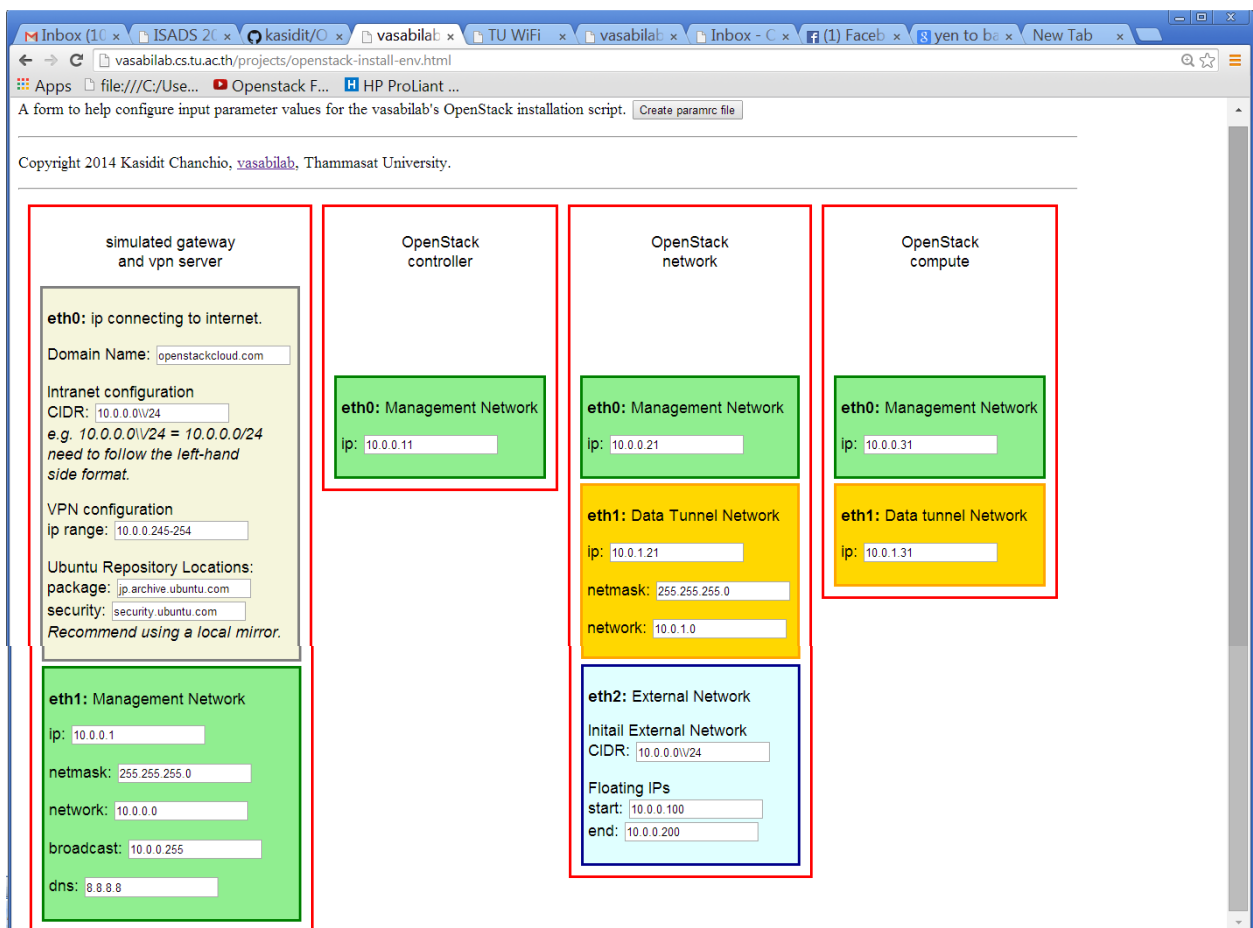 Inbox (10
ISADS 20
kasidit/O
vasabilab
TU WiFi
vasabilab
Inbox - C
(1) Faceb
yen to ba
New Tab
vasabilab.cs.tu.ac.th/projects/openstack-install-env.html
Apps
file:///C:/Use...
Openstack F...
HP ProLiant ...
A form to help configure input parameter values for the vasabilab's OpenStack installation script. Create paramrc file
Copyright 2014 Kasidit Chanchio, vasabilab, Thammasat University.
simulated gateway
and vpn server
eth0: ip connecting to internet.
Domain Name: openstackcloud.com
Intranet configuration
CIDR: 10.0.0.0\\/24
e.g. 10.0.0.0\\/24 = 10.0.0.0/24
need to follow the left-hand
side format.
VPN configuration
ip range: 10.0.0.245-254
Ubuntu Repository Locations:
package: jp.archive.ubuntu.com
security: security.ubuntu.com
Recommend using a local mirror.
eth1: Management Network
ip: 10.0.0.1
netmask: 255.255.255.0
network: 10.0.0.0
broadcast: 10.0.0.255
dns: 8.8.8.8
OpenStack
controller
eth0: Management Network
ip: 10.0.0.11
OpenStack
network
eth0: Management Network
ip: 10.0.0.21
eth1: Data Tunnel Network
ip: 10.0.1.21
netmask: 255.255.255.0
network: 10.0.1.0
eth2: External Network
Initail External Network
CIDR: 10.0.0.0\\/24
Floating IPs
start: 10.0.0.100
end: 10.0.0.200
OpenStack
compute
eth0: Management Network
ip: 10.0.0.31
eth1: Data tunnel Network
ip: 10.0.1.31